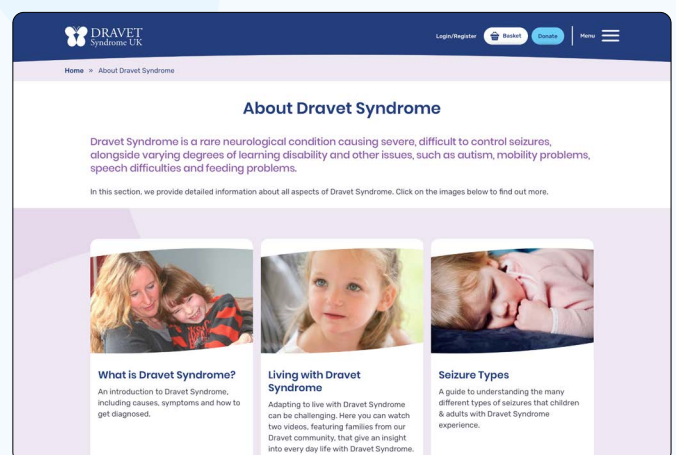 DRAVET
Syndrome UK
Login/Register
Basket
Donate
Menu
Home » About Dravet Syndrome
About Dravet Syndrome
Dravet Syndrome is a rare neurological condition causing severe, difficult to control seizures,
alongside varying degrees of learning disability and other issues, such as autism, mobility problems,
speech difficulties and feeding problems.
In this section, we provide detailed information about all aspects of Dravet Syndrome. Click on the images below to find out more.
What is Dravet Syndrome?
An introduction to Dravet Syndrome,
including causes, symptoms and how to
get diagnosed.
Living with Dravet
Syndrome
Adapting to live with Dravet Syndrome
can be challenging. Here you can watch
two videos, featuring families from our
Dravet community, that give an insight
into every day life with Dravet Syndrome.
Seizure Types
A guide to understanding the many
different types of seizures that children
& adults with Dravet Syndrome
experience.